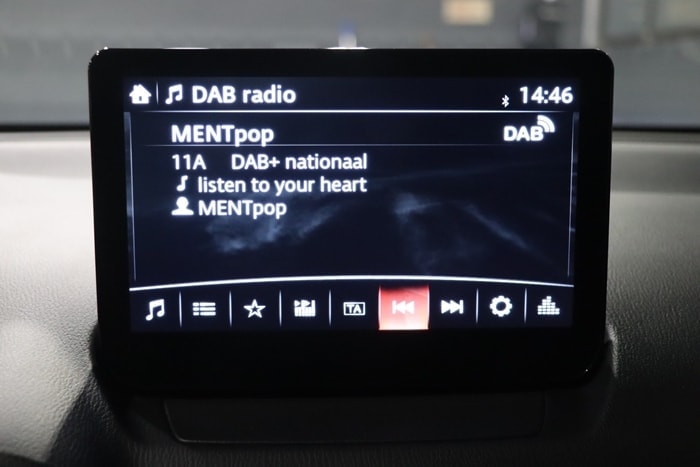 DAB radio 14:46
MENTpop DAB
11A DAB+ nationaal
listen to your heart
MENTpop
TA